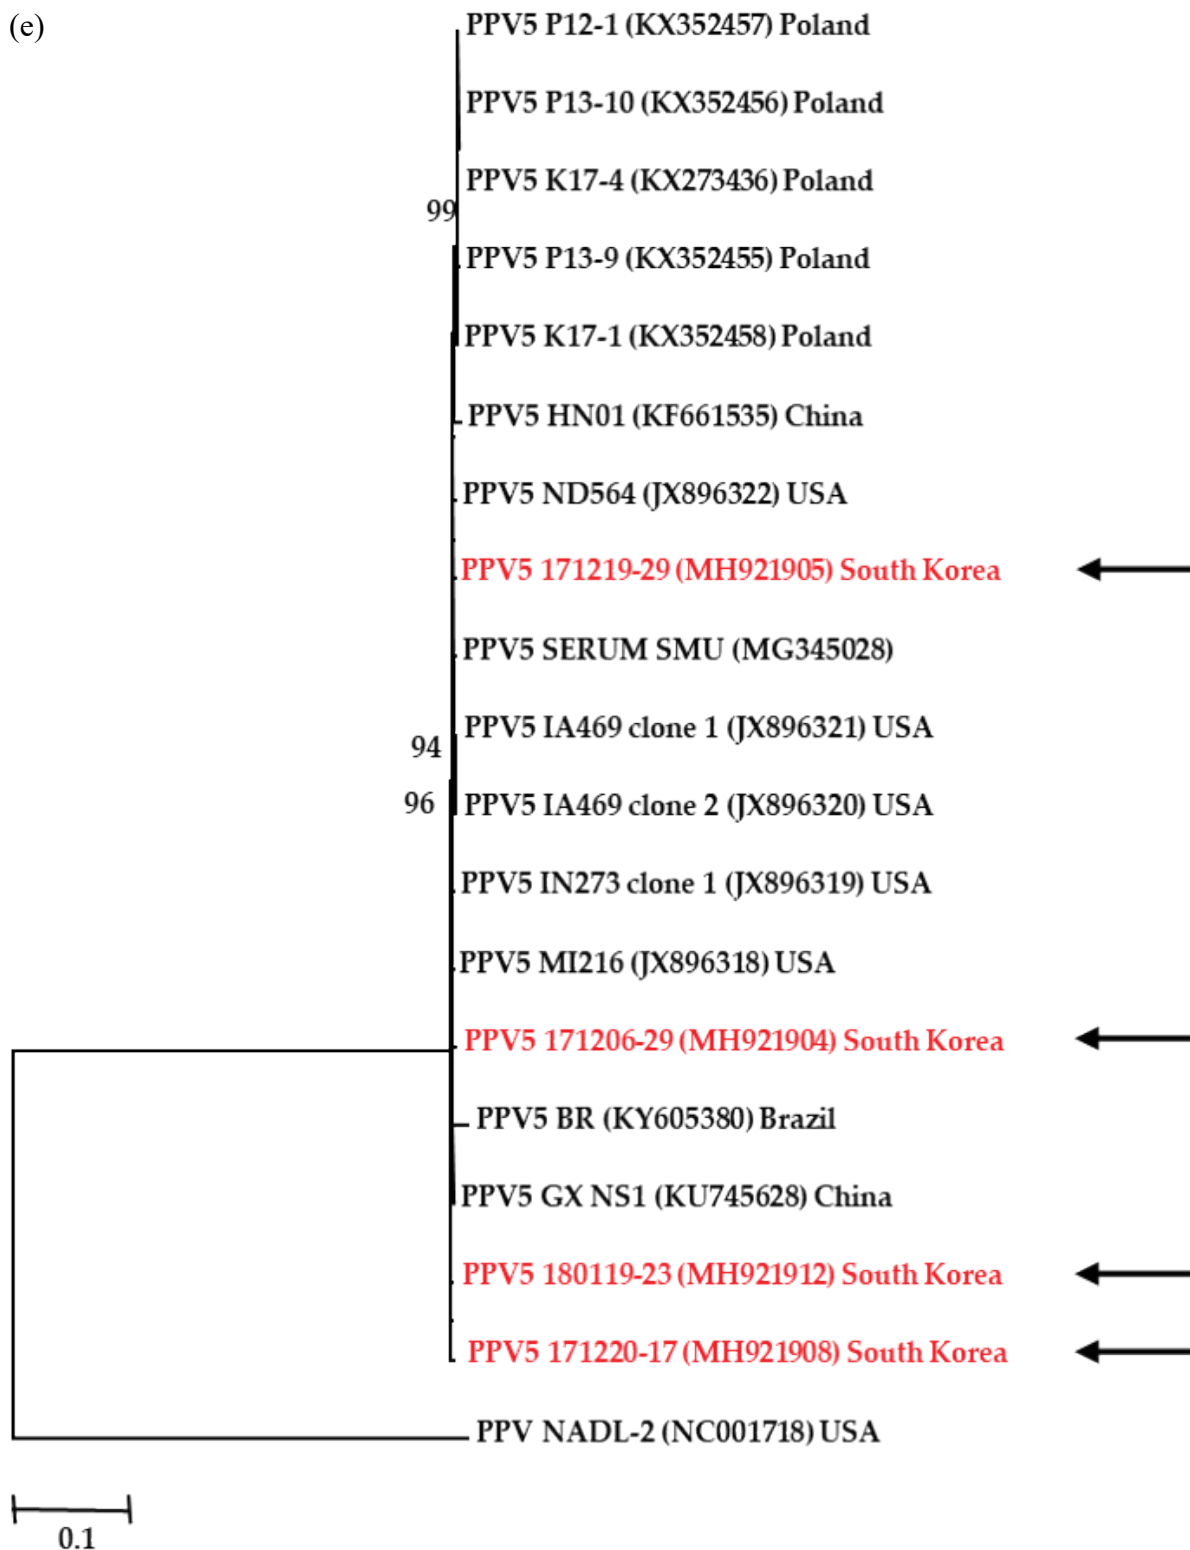 (e)
PPV5 P12-1 (KX352457) Poland
PPV5 P13-10 (KX352456) Poland
PPV5 K17-4 (KX273436) Poland
99
PPV5 P13-9 (KX352455) Poland
PPV5 K17-1 (KX352458) Poland
PPV5 HN01 (KF661535) China
PPV5 ND564 (JX896322) USA
PPV5 171219-29 (MH921905) South Korea
PPV5 SERUM SMU (MG345028)
PPV5 IA469 clone 1 (JX896321) USA
94
96 PPV5 IA469 clone 2 (JX896320) USA
PPV5 IN273 clone 1 (JX896319) USA
PPV5 MI216 (JX896318) USA
PPV5 171206-29 (MH921904) South Korea
PPV5 BR (KY605380) Brazil
PPV5 GX NS1 (KU745628) China
PPV5 180119-23 (MH921912) South Korea
PPV5 171220-17 (MH921908) South Korea
PPV NADL-2 (NC001718) USA
0.1